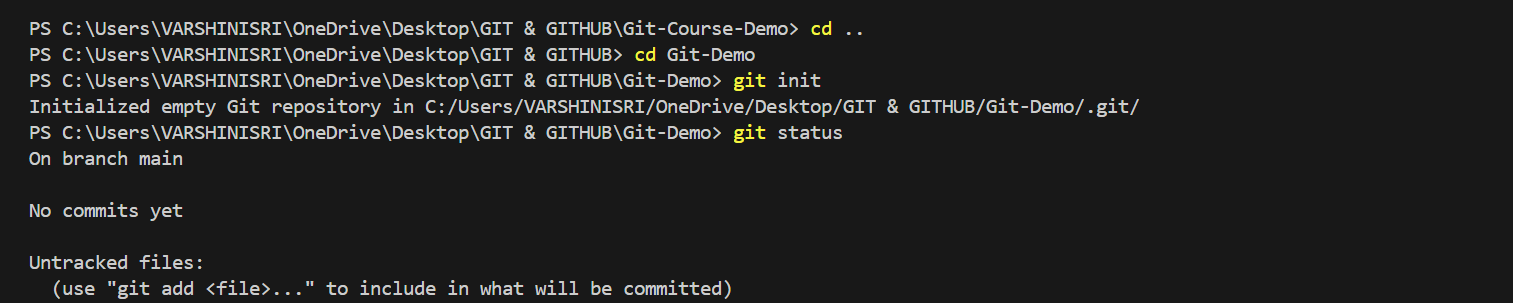 PS C:\Users\VARSHINISRI\OneDrive\Desktop\GIT & GITHUB\Git-Course-Demo> cd ..
PS C:\Users\VARSHINISRI\OneDrive\Desktop\GIT & GITHUB> cd Git-Demo
PS C:\Users\VARSHINISRI\OneDrive\Desktop\GIT & GITHUB\Git-Demo> git init
Initialized empty Git repository in C:/Users/VARSHINISRI/OneDrive/Desktop/GIT & GITHUB/Git-Demo/.git/
PS C:\Users\VARSHINISRI\OneDrive\Desktop\GIT & GITHUB\Git-Demo> git status
On branch main
No commits yet
Untracked files:
(use "git add <file>..." to include in what will be committed)